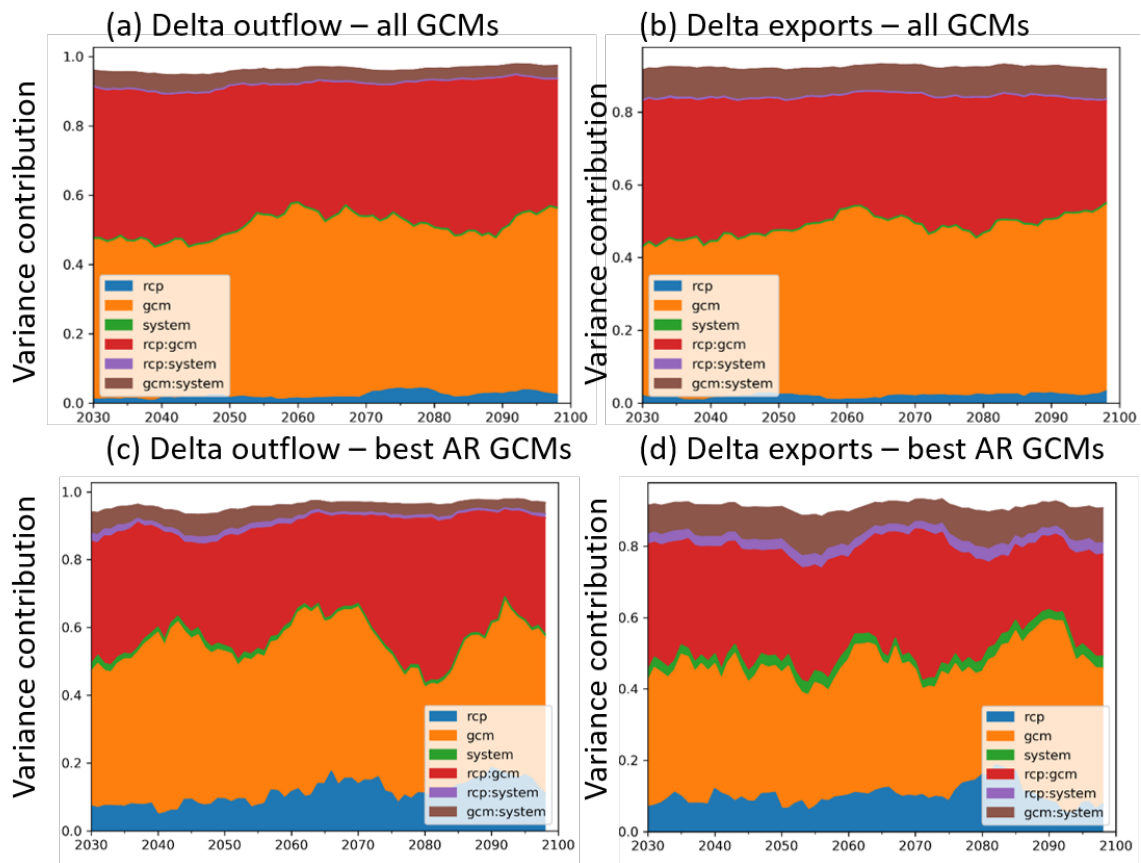 (a) Delta outflow – all GCMs
Variance contribution
1.0
0.8
0.6
0.4
0.2
0.0
rcp
gcm
system
rcp:gcm
rcp:system
gcm:system
2030 2040 2050 2060 2070 2080 2090 2100
(b) Delta exports – all GCMs
Variance contribution
0.8
0.6
0.4
0.2
0.0
rcp
gcm
system
rcp:gcm
rcp:system
gcm:system
2030 2040 2050 2060 2070 2080 2090 2100
(c) Delta outflow – best AR GCMs
Variance contribution
1.0
0.8
0.6
0.4
0.2
0.0
rcp
gcm
system
rcp:gcm
rcp:system
gcm:system
2030 2040 2050 2060 2070 2080 2090 2100
(d) Delta exports – best AR GCMs
Variance contribution
0.8
0.6
0.4
0.2
0.0
rcp
gcm
system
rcp:gcm
rcp:system
gcm:system
2030 2040 2050 2060 2070 2080 2090 2100